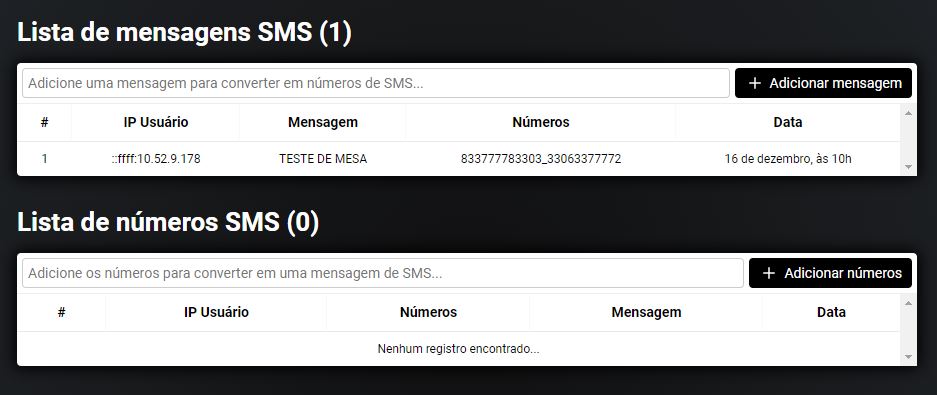 Lista de mensagens SMS (1)
Adicione uma mensagem para converter em números de SMS...
+ Adicionar mensagem
# IP Usuário Mensagem Números Data
1 ::ffff:10.52.9.178 TESTE DE MESA 833777783303_33063377772 16 de dezembro, às 10h
Lista de números SMS (0)
Adicione os números para converter em uma mensagem de SMS...
+ Adicionar números
# IP Usuário Números Mensagem Data
Nenhum registro encontrado...